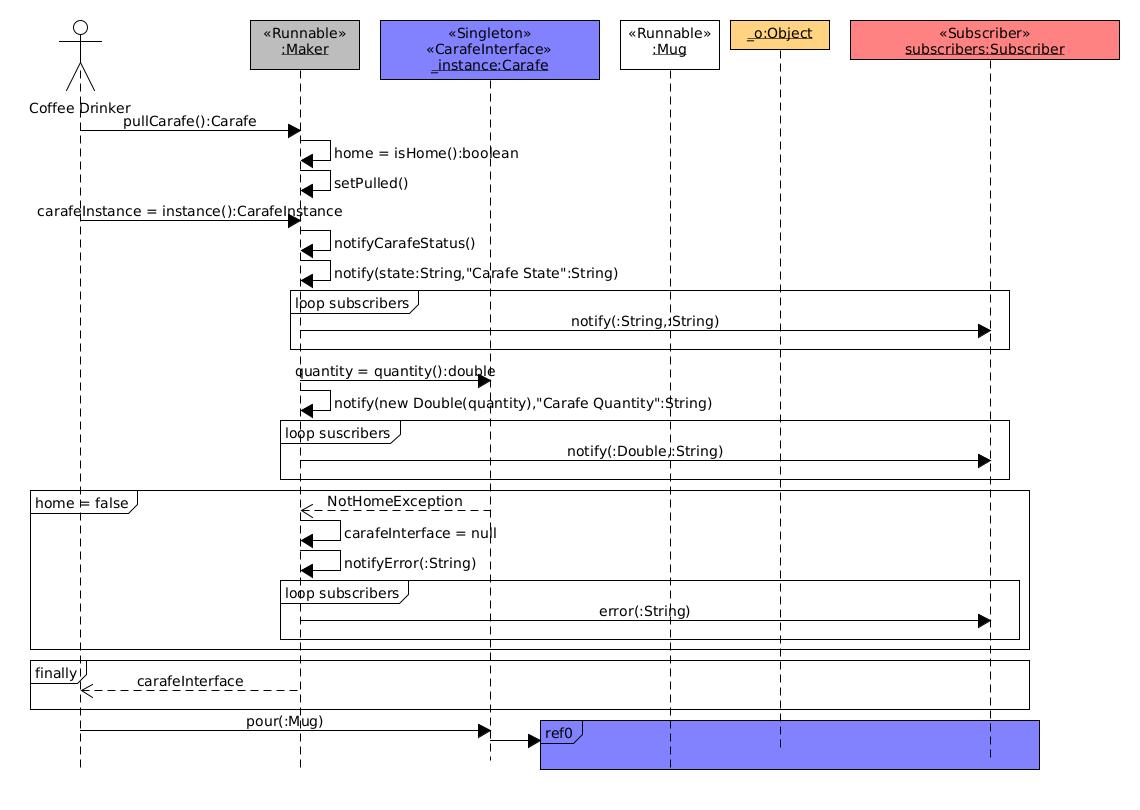 «Runnable»
:Maker
«Singleton»
«CarafeInterface»
_instance:Carafe
«Runnable»
:Mug
_o:Object
«Subscriber»
subscribers:Subscriber
Coffee Drinker
pullCarafe():Carafe
home = isHome():boolean
setPulled()
carafeInstance = instance():CarafeInstance
notifyCarafeStatus()
notify(state:String,"Carafe State":String)
loop subscribers
notify(:String,:String)
quantity = quantity():double
notify(new Double(quantity),"Carafe Quantity":String)
loop suscribers
notify(:Double,:String)
home = false
NotHomeException
carafeInterface = null
notifyError(:String)
loop subscribers
error(:String)
finally
carafeInterface
pour(:Mug)
ref0